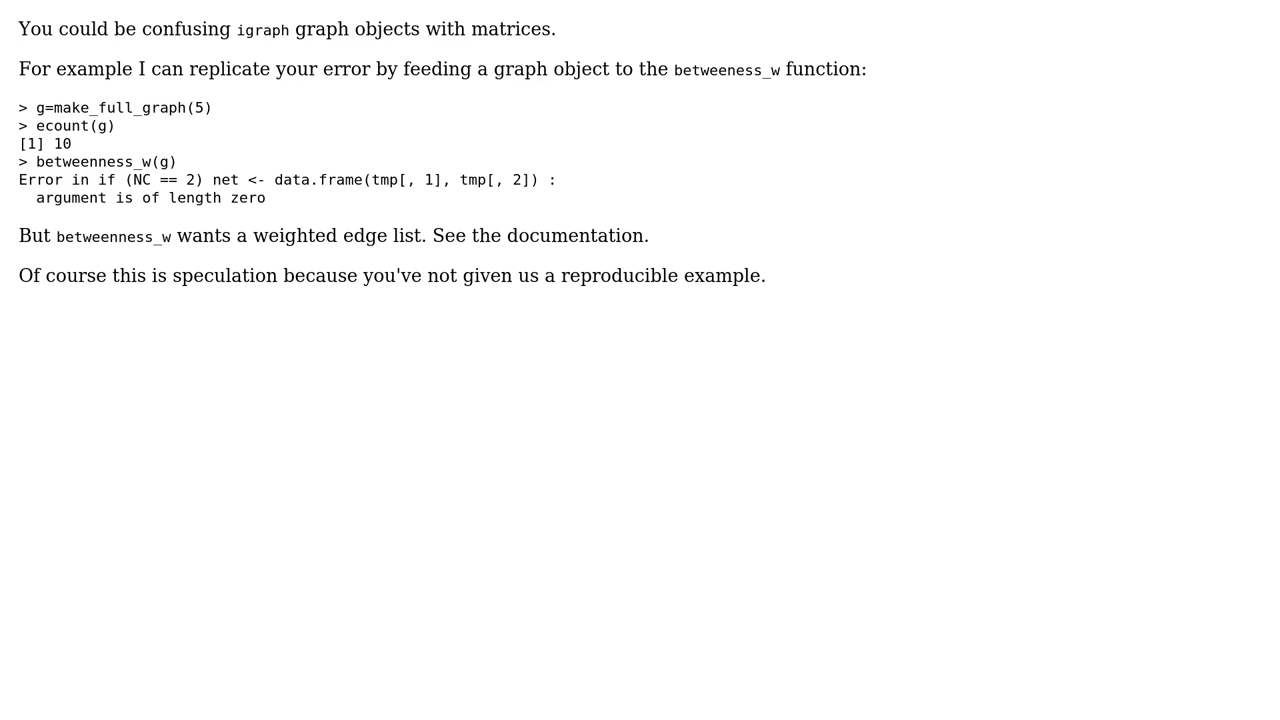 You could be confusing igraph graph objects with matrices.
For example I can replicate your error by feeding a graph object to the betweeness_w function:
> g=make_full_graph(5)
> ecount(g)
[1] 10
> betweenness_w(g)
Error in if (NC == 2) net <- data.frame(tmp[, 1], tmp[, 2]) :
  argument is of length zero
But betweenness_w wants a weighted edge list. See the documentation.
Of course this is speculation because you've not given us a reproducible example.